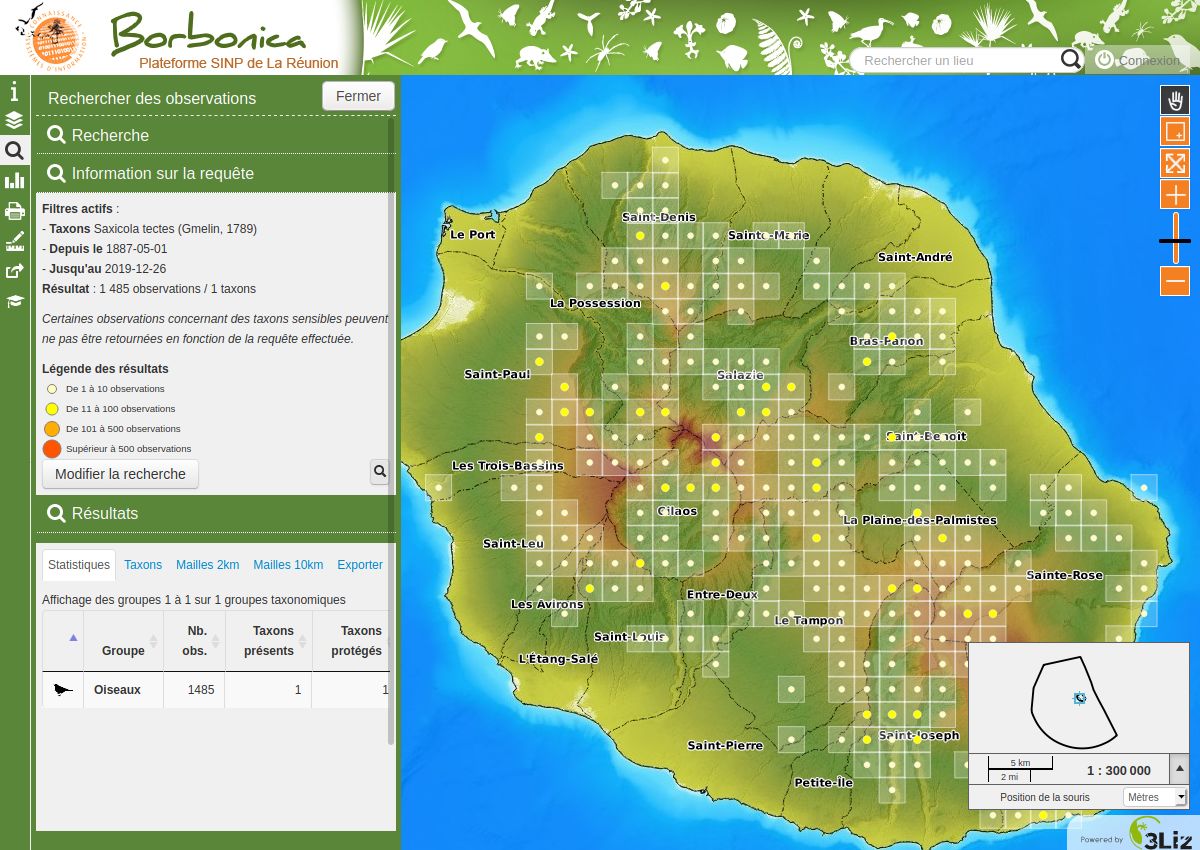 Borbonica
Plateforme SINP de La Réunion
Rechercher un lieu
Connexion
Rechercher des observations
Fermer
Recherche
Information sur la requête
Filtres actifs :
- Taxons Saxicola tectes (Gmelin, 1789)
- Depuis le 1887-05-01
- Jusqu'au 2019-12-26
Résultat : 1 485 observations / 1 taxons
Certaines observations concernant des taxons sensibles peuvent
ne pas être retournées en fonction de la requête effectuée.
Légende des résultats
De 1 à 10 observations
De 11 à 100 observations
De 101 à 500 observations
Supérieur à 500 observations
Modifier la recherche
Résultats
Statistiques Taxons Mailles 2km Mailles 10km Exporter
Affichage des groupes 1 à 1 sur 1 groupes taxonomiques
Groupe Nb. obs. Taxons présents Taxons protégés
Oiseaux 1485 1 1
Saint-Denis
Le Port
Sainte-Marie
Saint-André
La Possession
Bras-Panon
Saint-Paul
Salazie
Saint-Benoit
Les Trois-Bassins
Cilaos
La Plaine-des-Palmistes
Saint-Leu
Sainte-Rose
Entre-Deux
Les Avirons
Le Tampon
Saint-Louis
L'Étang-Salé
Saint-Joseph
Saint-Pierre
Petite-Île
5 km
2 mi
1 : 300 000
Position de la souris
Mètres
Powered by 3Liz